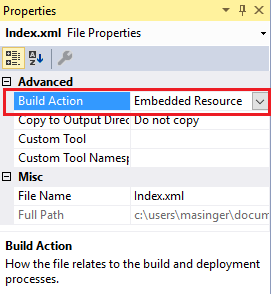 Properties
Index.xml File Properties
Advanced
Build Action Embedded Resource
Copy to Output Direc Do not copy
Custom Tool
Custom Tool Namesp
Misc
File Name Index.xml
Full Path c:\users\masinger\docum
Build Action
How the file relates to the build and deployment
processes.